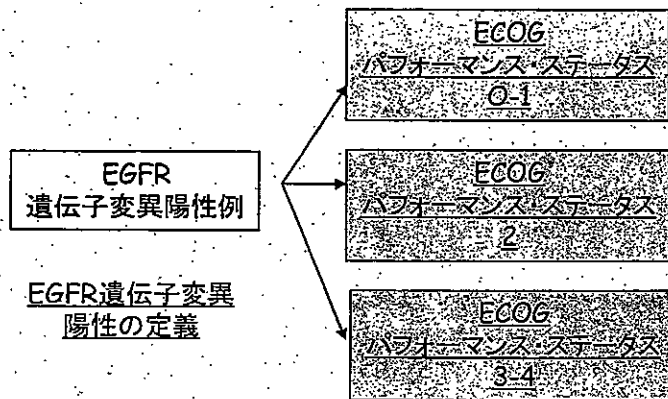 ECOG
パフォーマンス・ステータス
0-1
EGFR
遺伝子変異陽性例
ECOG
パフォーマンス・ステータス
2
EGFR遺伝子変異
陽性の定義
ECOG
パフォーマンス・ステータス
3-4